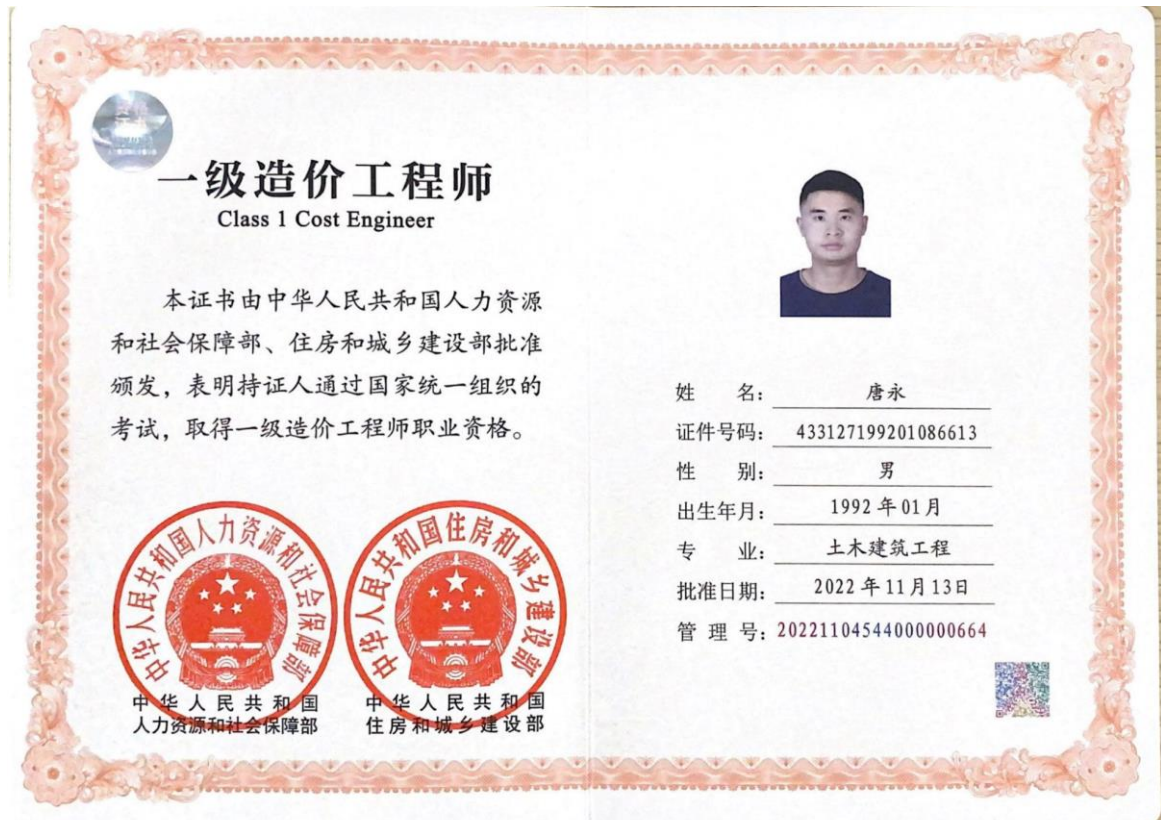 一级造价工程师
Class 1 Cost Engineer
本证书由中华人民共和国人力资源
和社会保障部、住房和城乡建设部批准
颁发，表明持证人通过国家统一组织的
考试，取得一级造价工程师职业资格。
中华人民共和国人力资源和社会保障部
中华人民共和国
人力资源和社会保障部
中华人民共和国住房和城乡建设部
中华人民共和国
住房和城乡建设部
姓 名： 唐永
证件号码： 433127199201086613
性 别： 男
出生年月： 1992年01月
专 业： 土木建筑工程
批准日期： 2022年11月13日
管 理 号：20221104544000000664